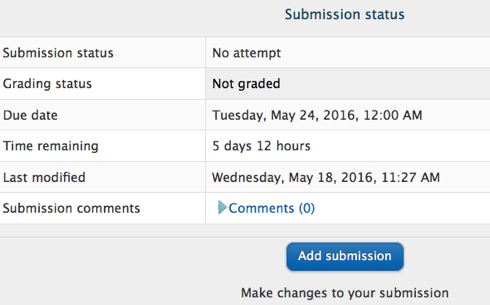 Submission status
Submission status No attempt
Grading status Not graded
Due date Tuesday, May 24, 2016, 12:00 AM
Time remaining 5 days 12 hours
Last modified Wednesday, May 18, 2016, 11:27 AM
Submission comments Comments (0)
Add submission
Make changes to your submission